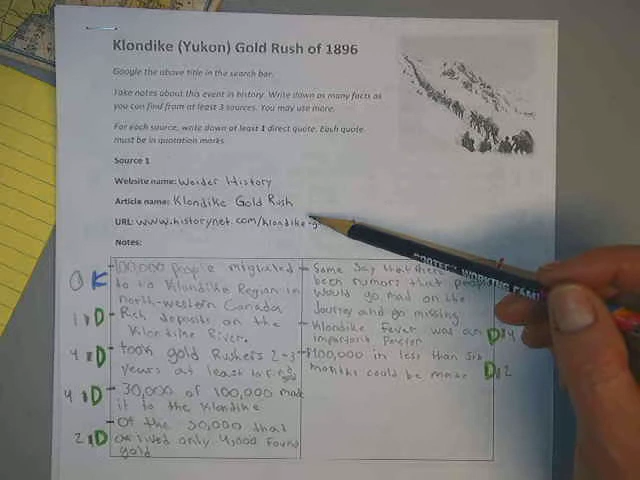 Klondike (Yukon) Gold Rush of 1896
Google the above title in the search bar.
Take notes about this event in history. Write down as many facts as
you can find from at least 3 sources. You may use more.
For each source, write down at least 1 direct quote. Each quote
must be in quotation marks.
Source 1
Website name: Weider History
Article name: Klondike Gold Rush
URL: www.historynet.com/klondike-g
Notes:
K
- 100,000 people migrated
to the Klondike Region in
north-western Canada
1 D - Rich deposits on the
Klondike River.
4 D - took gold Rushers 2-3
years at least to find
gold
4 D - 30,000 of 100,000 made
it to the Klondike
2 D - Of the 30,000 that
arrived only 4,000 found
gold
- Some say that there
been rumors that people
would go mad on the
Journey and go missing
- Klondike Fever was an
important
D 4
- $100,000 in less than six
months could be made
D 2
WORKING FAMI